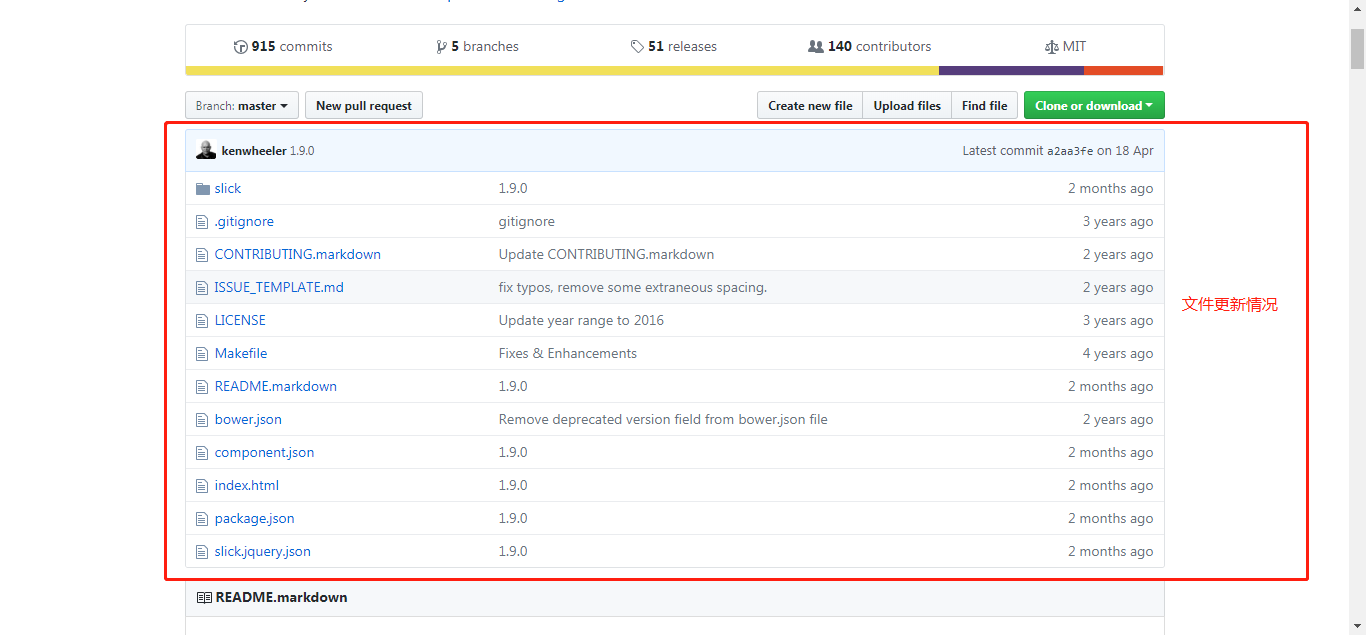 915 commits 5 branches 51 releases 140 contributors MIT
Branch: master New pull request Create new file Upload files Find file Clone or download
kenwheeler 1.9.0 Latest commit a2aa3fe on 18 Apr
slick 1.9.0 2 months ago
.gitignore gitignore 3 years ago
CONTRIBUTING.markdown Update CONTRIBUTING.markdown 2 years ago
ISSUE_TEMPLATE.md fix typos, remove some extraneous spacing. 2 years ago
文件更新情况
LICENSE Update year range to 2016 3 years ago
Makefile Fixes & Enhancements 4 years ago
README.markdown 1.9.0 2 months ago
bower.json Remove deprecated version field from bower.json file 2 years ago
component.json 1.9.0 2 months ago
index.html 1.9.0 2 months ago
package.json 1.9.0 2 months ago
slick.jquery.json 1.9.0 2 months ago
README.markdown